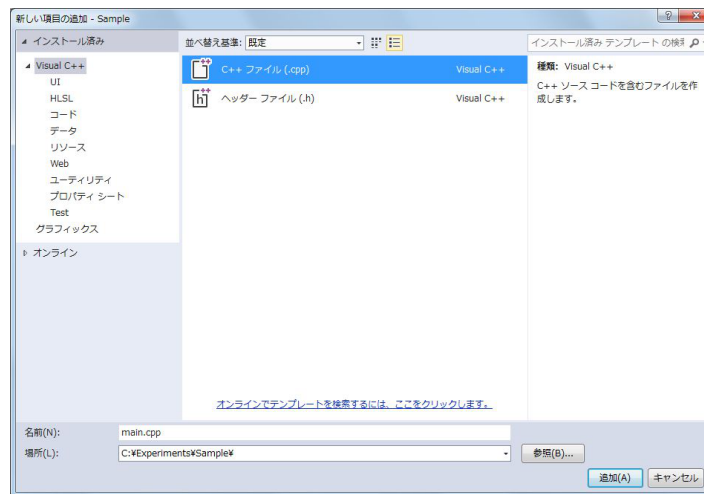 新しい項目の追加 - Sample
インストール済み
並べ替え基準: 既定
インストール済み テンプレート の検
Visual C++
UI
HLSL
コード
データ
リソース
Web
ユーティリティ
プロパティ シート
Test
グラフィックス
オンライン
C++ ファイル (.cpp) Visual C++
ヘッダー ファイル (.h) Visual C++
種類: Visual C++
C++ ソース コードを含むファイルを作
成します。
オンラインでテンプレートを検索するには、ここをクリックします。
名前(N): main.cpp
場所(L): C:¥Experiments¥Sample¥
参照(B)...
追加(A) キャンセル